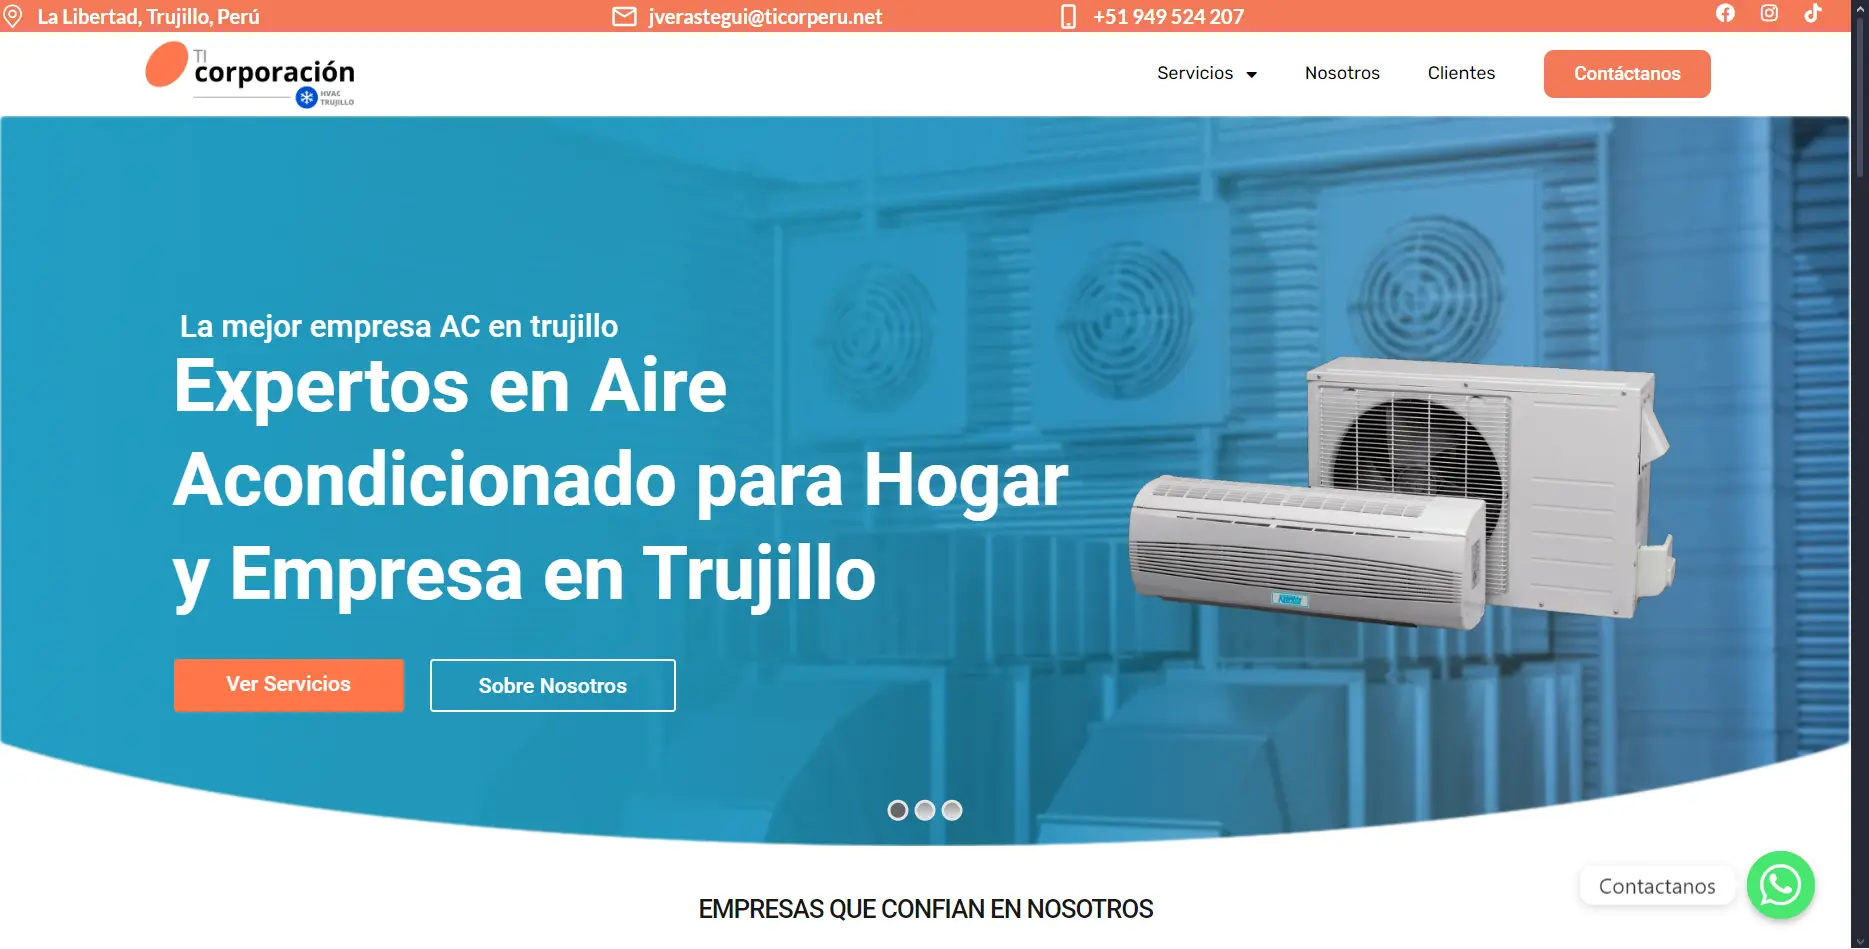 La Libertad, Trujillo, Perú
jverastegui@ticorperu.net
+51 949 524 207
TI
corporación
HVAC
TRUJILLO
Servicios
Nosotros
Clientes
Contáctanos
La mejor empresa AC en trujillo
Expertos en Aire
Acondicionado para Hogar
y Empresa en Trujillo
Ver Servicios
Sobre Nosotros
EMPRESAS QUE CONFIAN EN NOSOTROS
Contactanos